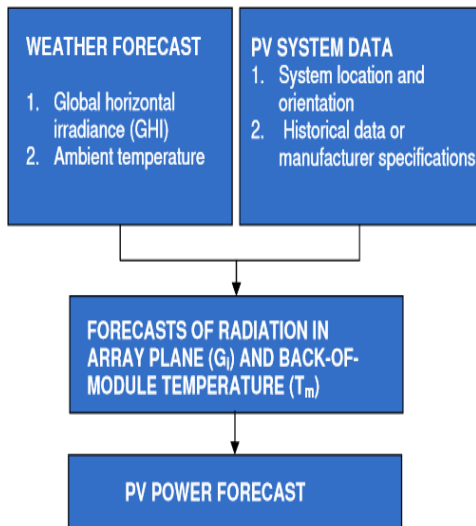 WEATHER FORECAST
1. Global horizontal
irradiance (GHI)
2. Ambient temperature
PV SYSTEM DATA
1. System location and
orientation
2. Historical data or
manufacturer specifications
FORECASTS OF RADIATION IN
ARRAY PLANE (Gi) AND BACK-OF-
MODULE TEMPERATURE (Tm)
PV POWER FORECAST